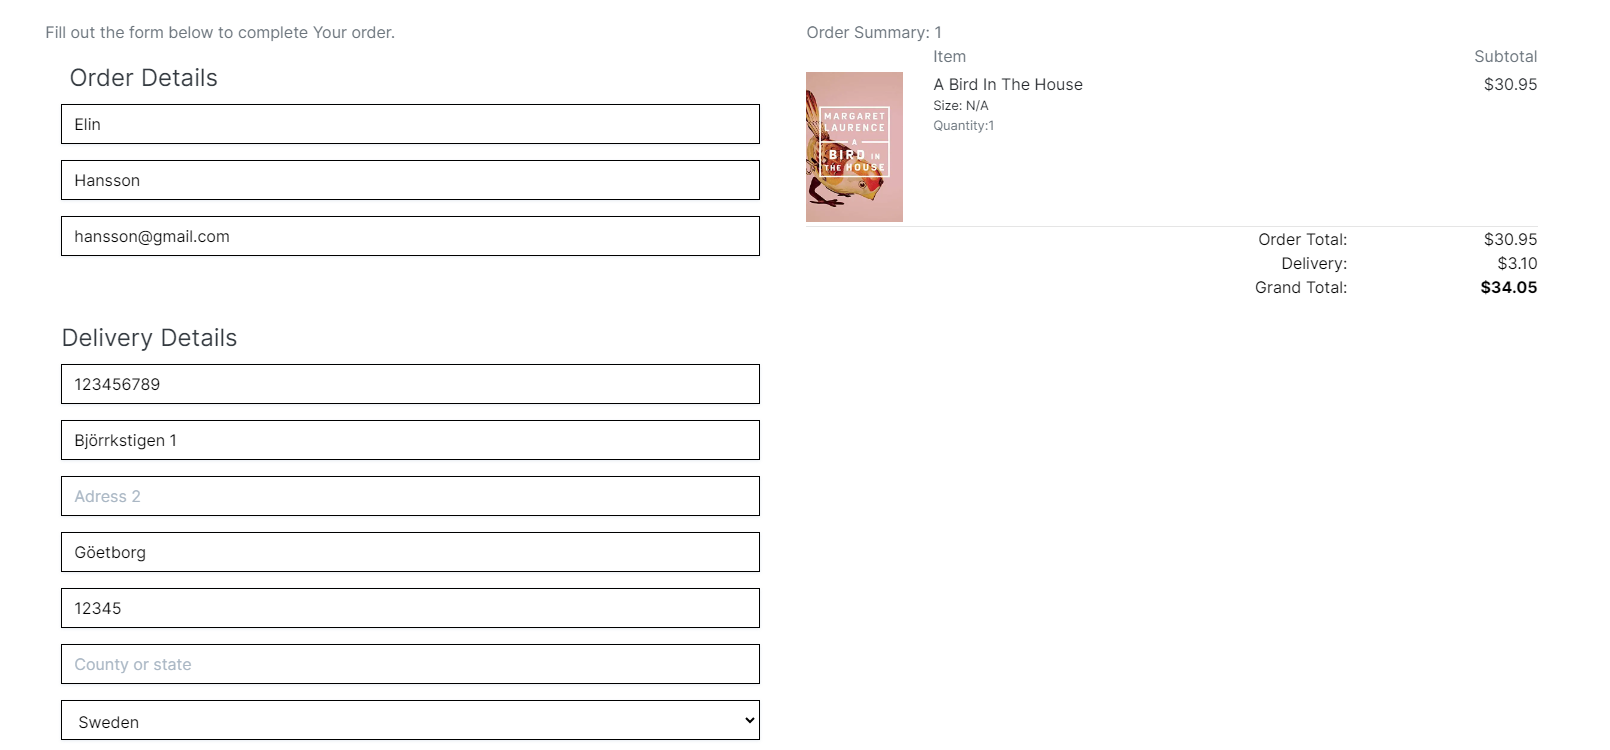 Fill out the form below to complete Your order.
Order Details
Elin
Hansson
hansson@gmail.com
Delivery Details
123456789
Björrkstigen 1
Adress 2
Göetborg
12345
County or state
Sweden
Order Summary: 1
Item Subtotal
MARGARET
LAURENCE
A
BIRD IN
THE HOUSE
A Bird In The House $30.95
Size: N/A
Quantity:1
Order Total: $30.95
Delivery: $3.10
Grand Total: $34.05